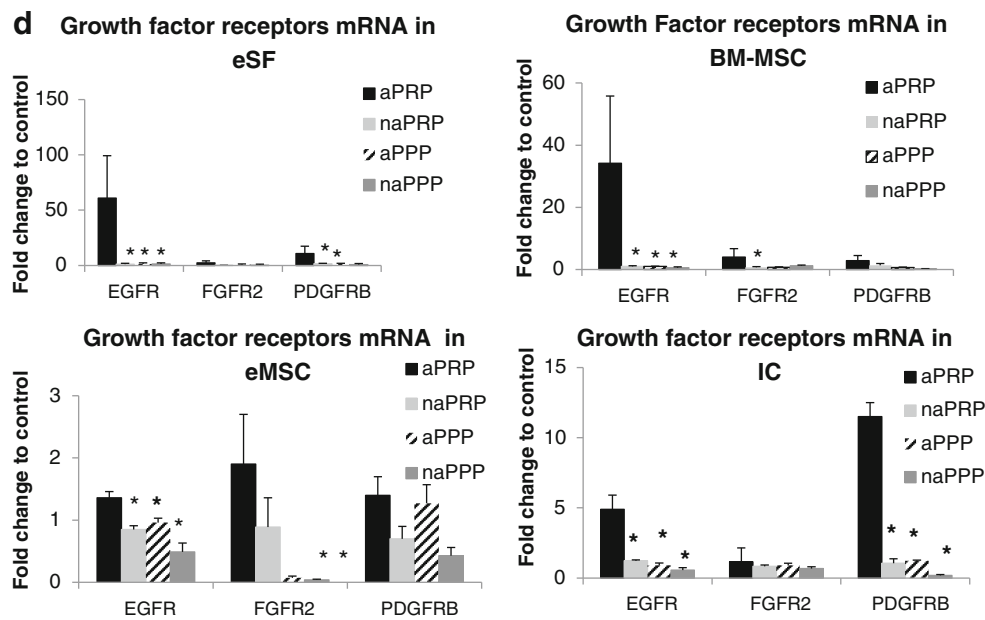 d
Growth factor receptors mRNA in
eSF
Fold change to control
150
100
50
0
aPRP
naPRP
aPPP
naPPP
* * *
* *
EGFR FGFR2 PDGFRB
Growth Factor receptors mRNA in
BM-MSC
Fold change to control
60
40
20
0
aPRP
naPRP
aPPP
naPPP
* * *
*
EGFR FGFR2 PDGFRB
Growth factor receptors mRNA in
eMSC
Fold change to control
3
2
1
0
aPRP
naPRP
aPPP
naPPP
* * *
* *
EGFR FGFR2 PDGFRB
Growth factor receptors mRNA in
IC
Fold change to control
15
10
5
0
aPRP
naPRP
aPPP
naPPP
* * *
* * *
EGFR FGFR2 PDGFRB